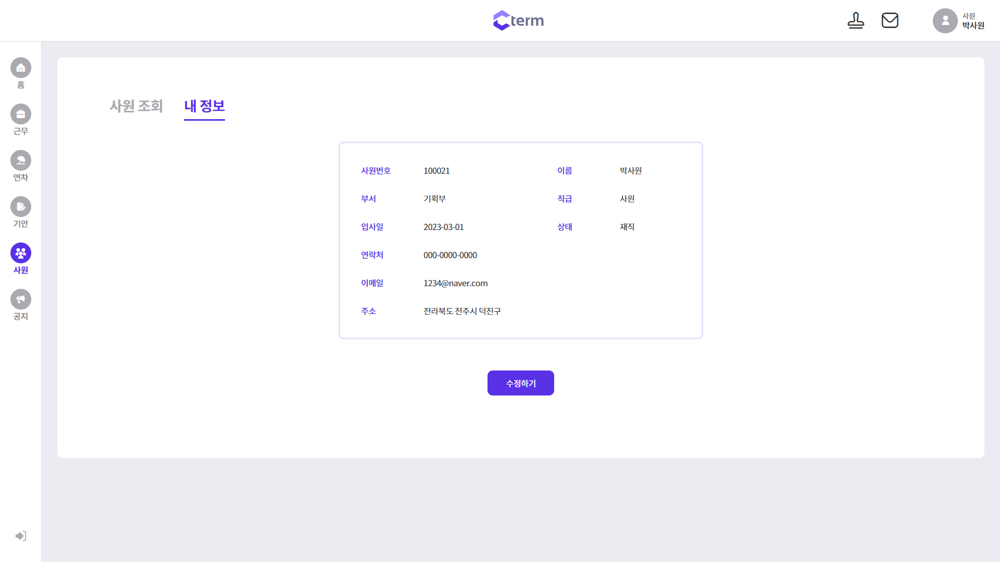 term
사원
박사원
홈
근무
연차
기안
사원
공지
사원 조회 내 정보
사원번호 100021 이름 박사원
부서 기획부 직급 사원
입사일 2023-03-01 상태 재직
연락처 000-0000-0000
이메일 1234@naver.com
주소 전라북도 전주시 덕진구
수정하기